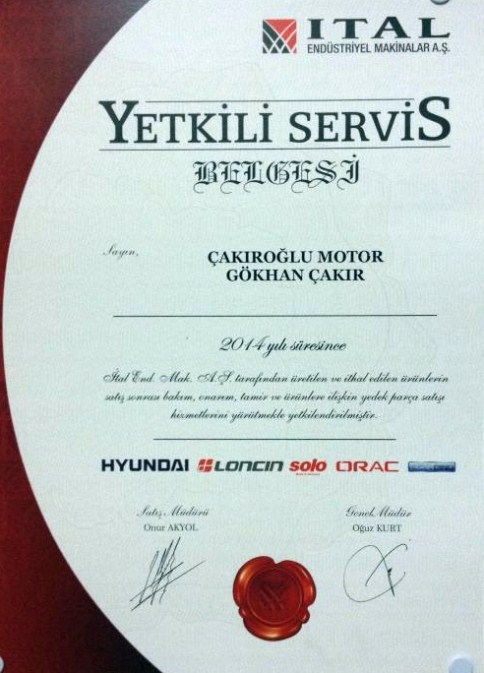 ITAL
ENDÜSTRİYEL MAKİNALAR A.Ş.
YETKİLİ SERVİS
BELGESİ
Sayın,
ÇAKIROĞLU MOTOR
GÖKHAN ÇAKIR
2014 yılı süresince
İtal End. Mak. A.Ş. tarafından üretilen ve ithal edilen ürünlerin
satış sonrası bakım, onarım, tamir ve ürünlere ilişkin yedek parça satışı
hizmetlerini yürütmekle yetkilendirilmiştir.
HYUNDAI LONCIN solo ORAC
Satış Müdürü
Onur AKYOL
Genel Müdür
Oğuz KURT